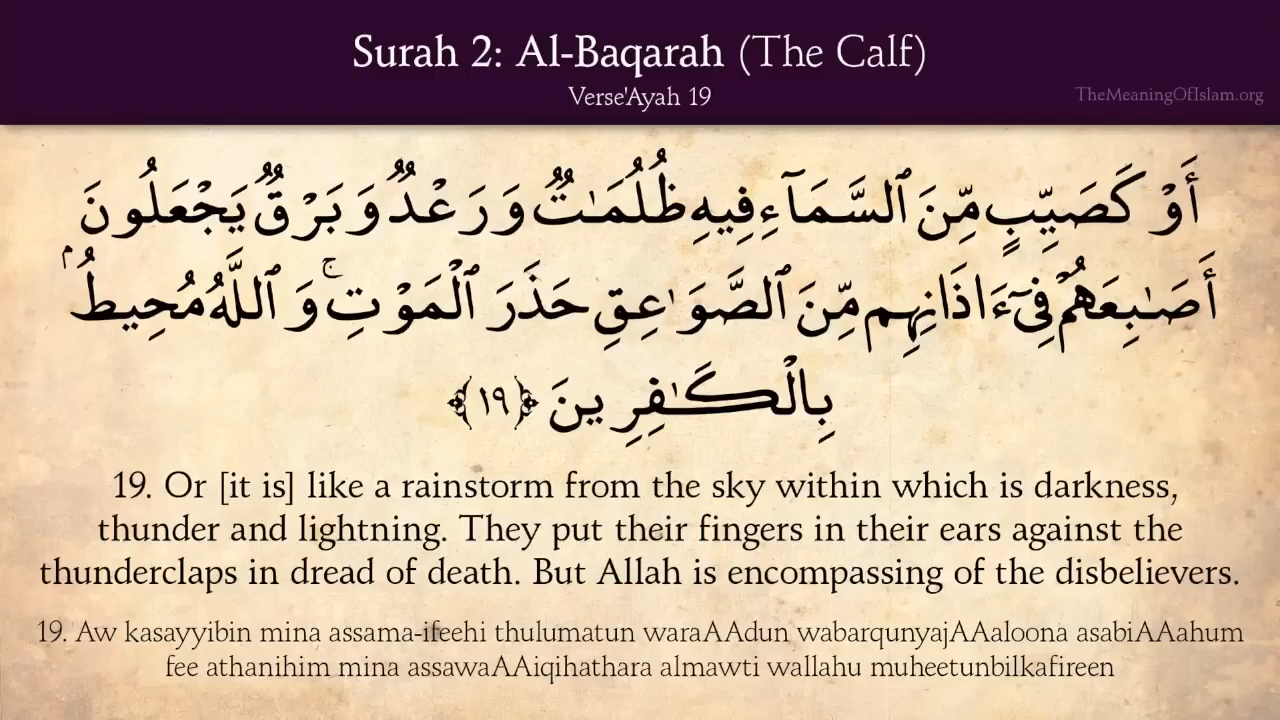 Surah 2: Al-Baqarah (The Calf)
Verse'Ayah 19
TheMeaningOfIslam.org
أَوْ كَصَيِّبٍ مِّنَ ٱلسَّمَآءِ فِيهِ ظُلُمَـٰتٌ وَرَعْدٌ وَبَرْقٌ يَجْعَلُونَ
أَصَـٰبِعَهُمْ فِىٓ ءَاذَانِهِم مِّنَ ٱلصَّوَٰعِقِ حَذَرَ ٱلْمَوْتِ ۚ وَٱللَّهُ مُحِيطٌۢ
بِٱلْكَـٰفِرِينَ ﴿١٩﴾
19. Or [it is] like a rainstorm from the sky within which is darkness,
thunder and lightning. They put their fingers in their ears against the
thunderclaps in dread of death. But Allah is encompassing of the disbelievers.
19. Aw kasayyibin mina assama-ifeehi thulumatun waraAAdun wabarqunyajAAaloona asabiAAahum
fee athanihim mina assawaAAiqihathara almawti wallahu muheetunbilkafireen